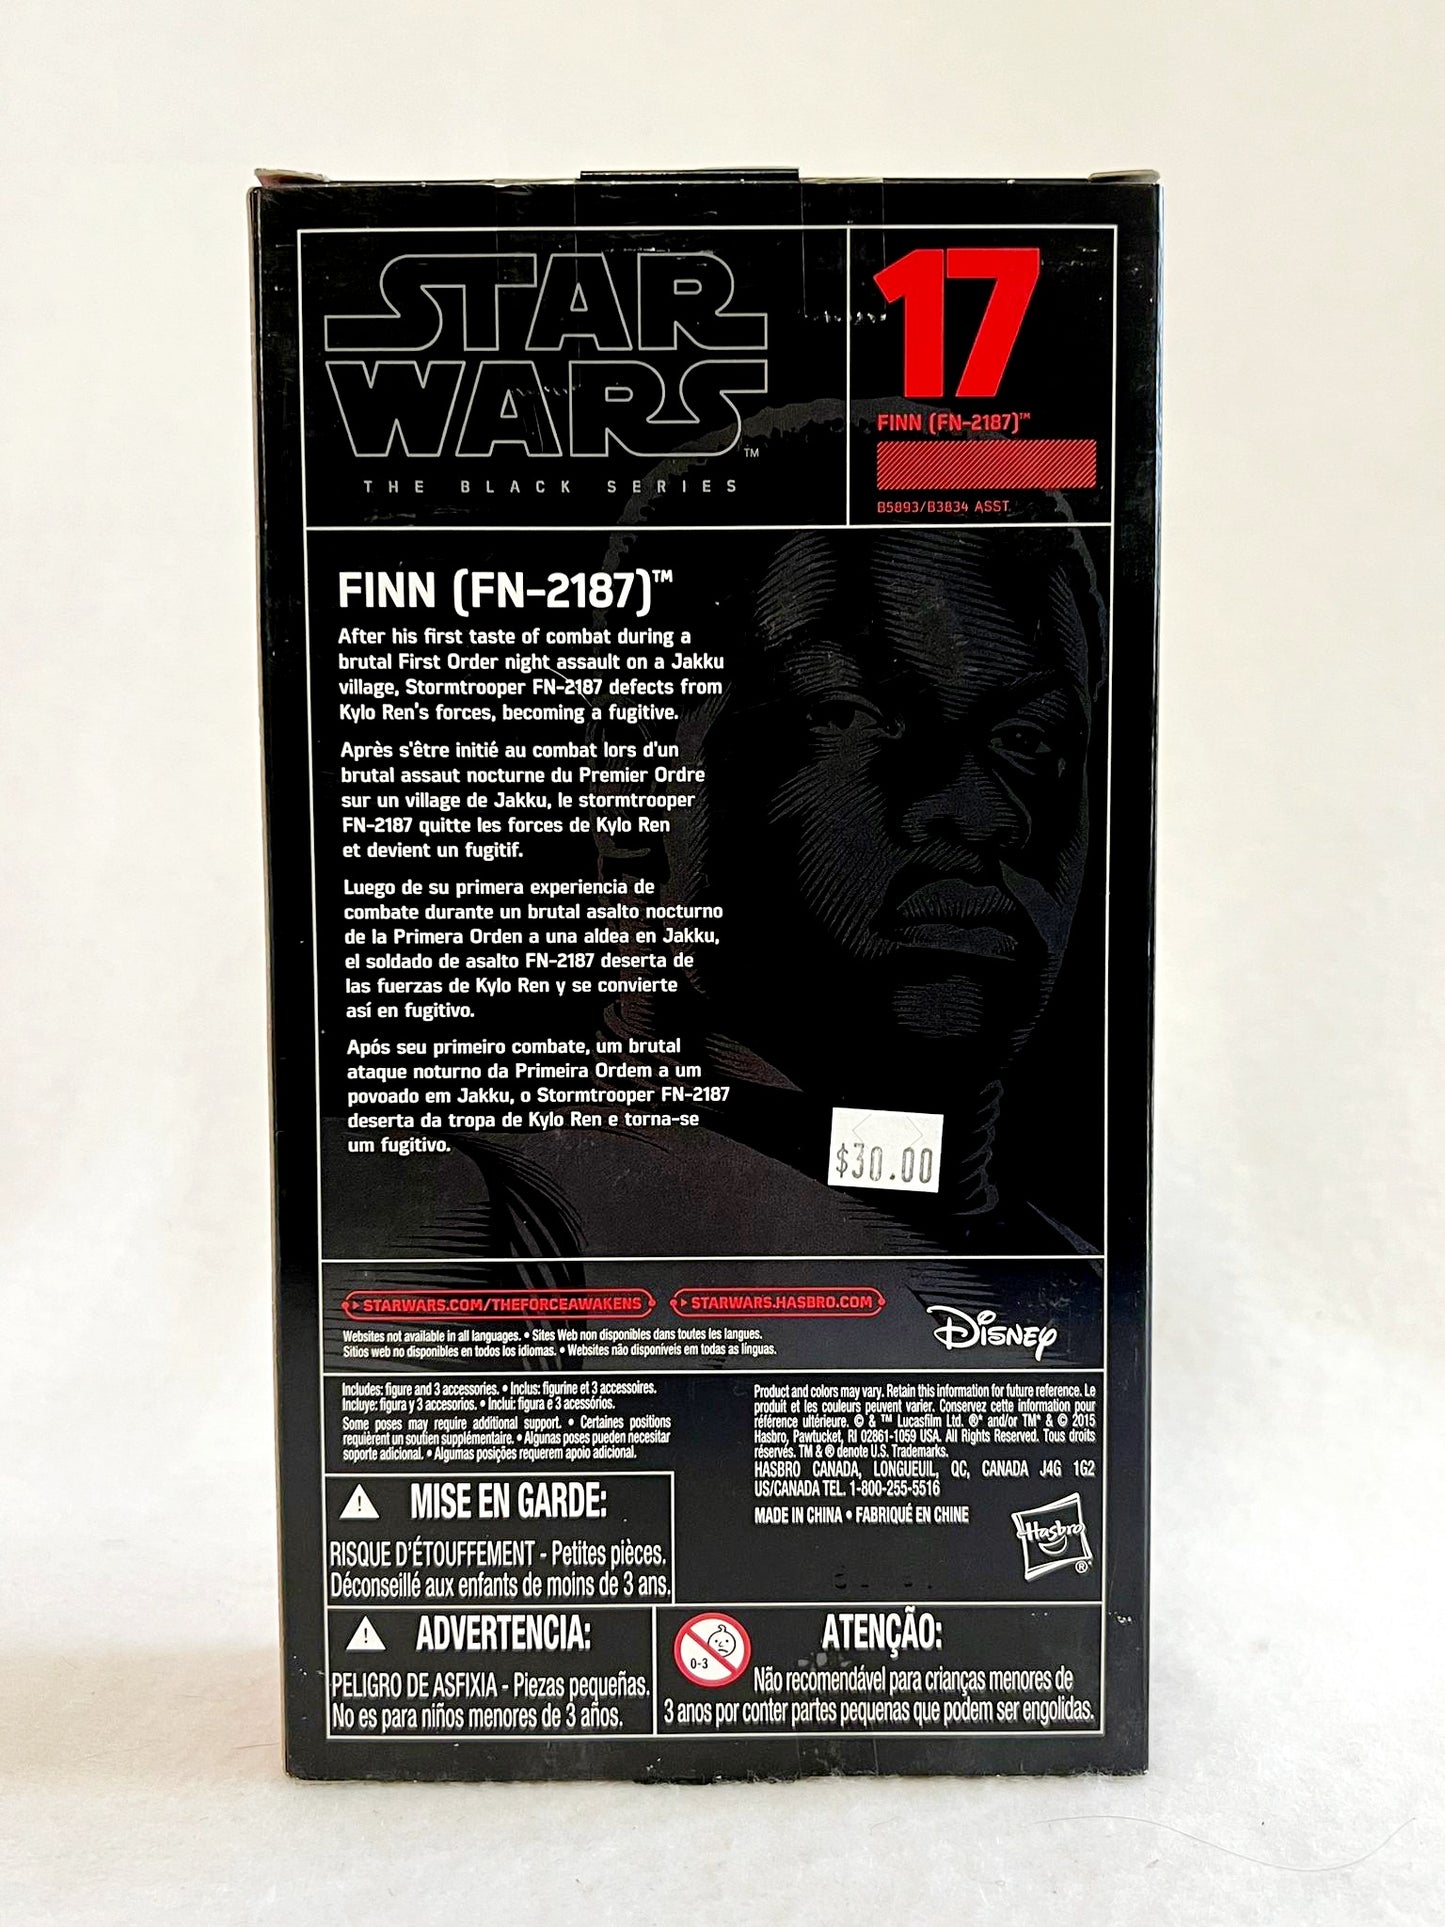 STAR
WARS™
THE BLACK SERIES
17
FINN (FN-2187)™
B5893/B3834 ASST.
FINN (FN-2187)™
After his first taste of combat during a
brutal First Order night assault on a Jakku
village, Stormtrooper FN-2187 defects from
Kylo Ren's forces, becoming a fugitive.
Après s'être initié au combat lors d'un
brutal assaut nocturne du Premier Ordre
sur un village de Jakku, le stormtrooper
FN-2187 quitte les forces de Kylo Ren
et devient un fugitif.
Luego de su primera experiencia de
combate durante un brutal asalto nocturno
de la Primera Orden a una aldea en Jakku,
el soldado de asalto FN-2187 deserta de
las fuerzas de Kylo Ren y se convierte
así en fugitivo.
Após seu primeiro combate, um brutal
ataque noturno da Primeira Ordem a um
povoado em Jakku, o Stormtrooper FN-2187
deserta da tropa de Kylo Ren e torna-se
um fugitivo.
$30.00
STARWARS.COM/THEFORCEAWAKENS
STARWARS.HASBRO.COM
Websites not available in all languages. • Sites Web non disponibles dans toutes les langues.
Sitios web no disponibles en todos los idiomas. • Websites não disponíveis em todas as línguas.
Disney
Includes: figure and 3 accessories. • Inclus: figurine et 3 accessoires.
Incluye: figura y 3 accesorios. • Inclui: figura e 3 acessórios.
Some poses may require additional support. • Certaines positions
requièrent un soutien supplémentaire. • Algunas poses pueden necesitar
soporte adicional. • Algumas posições requerem apoio adicional.
Product and colors may vary. Retain this information for future reference. Le
produit et les couleurs peuvent varier. Conservez cette information pour
référence ultérieure. © & ™ Lucasfilm Ltd. ®* and/or TM* & © 2015
Hasbro, Pawtucket, RI 02861-1059 USA. All Rights Reserved. Tous droits
réservés. TM & ® denote U.S. Trademarks.
HASBRO CANADA, LONGUEUIL, QC, CANADA J4G 1G2
US/CANADA TEL. 1-800-255-5516
MADE IN CHINA • FABRIQUÉ EN CHINE
Hasbro
®*
MISE EN GARDE:
RISQUE D'ÉTOUFFEMENT - Petites pièces.
Déconseillé aux enfants de moins de 3 ans.
ADVERTENCIA:
PELIGRO DE ASFIXIA - Piezas pequeñas.
No es para niños menores de 3 años.
0-3
ATENÇÃO:
Não recomendável para crianças menores de
3 anos por conter partes pequenas que podem ser engolidas.